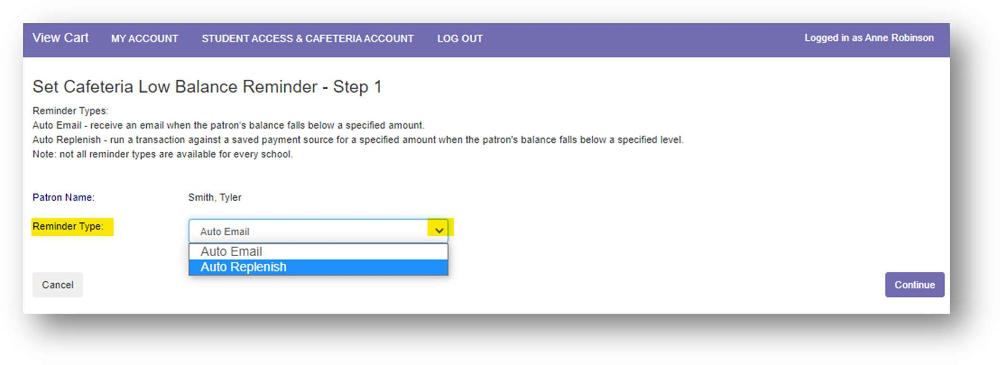 View Cart MY ACCOUNT STUDENT ACCESS & CAFETERIA ACCOUNT LOG OUT Logged in as Anne Robinson
Set Cafeteria Low Balance Reminder - Step 1
Reminder Types:
Auto Email - receive an email when the patron's balance falls below a specified amount.
Auto Replenish - run a transaction against a saved payment source for a specified amount when the patron's balance falls below a specified level.
Note: not all reminder types are available for every school.
Patron Name: Smith, Tyler
Reminder Type: Auto Email
Auto Email
Auto Replenish
Cancel Continue